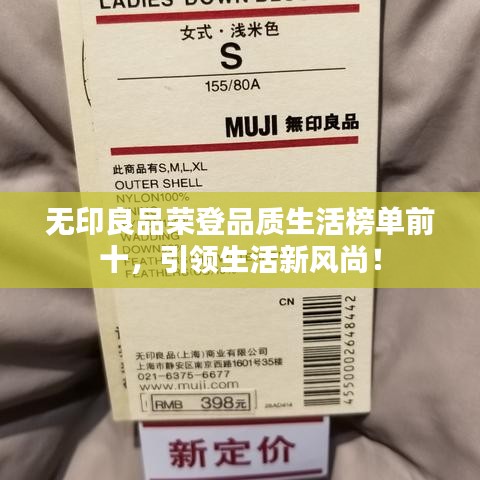 LADIES' DOWN
女式·浅米色
S
155/80A
MUJI 無印良品
此商品有S,M,L,XL
OUTER SHELL
NYLON100%
无印良品荣登品质生活榜单前
十，引领生活新风尚！
WADDING
DOWN
CN
4550002648442
无印良品(上海)商业有限公司
上海市静安区南京西路1601号35楼
021-6375-6677
www.muji.com
RMB 398元
新定价